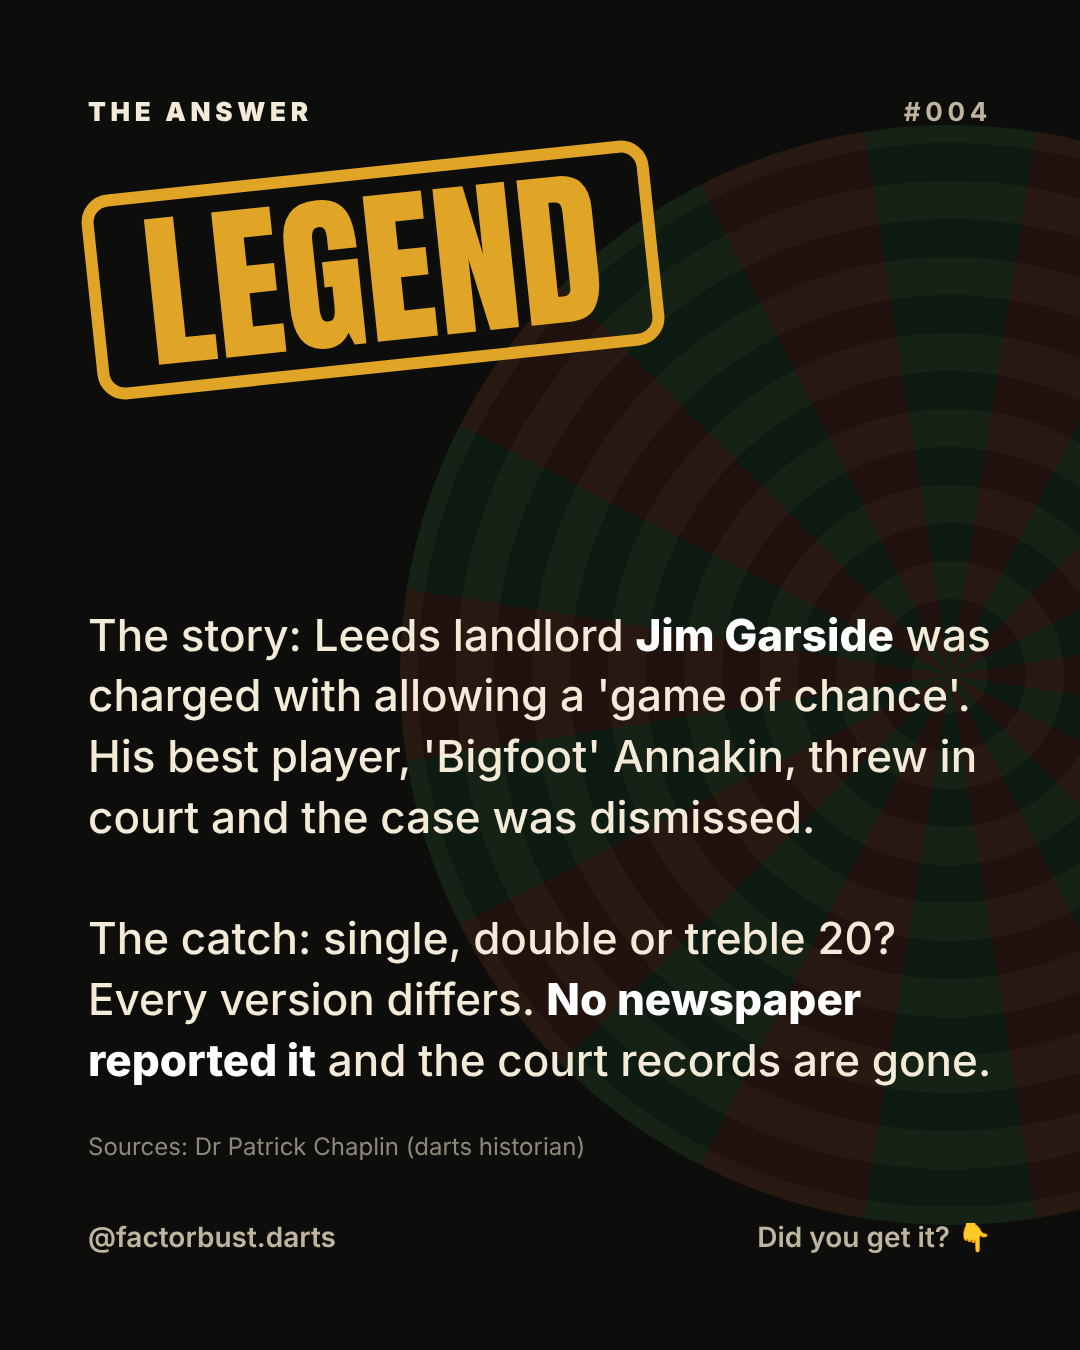 THE ANSWER
#004
LEGEND
The story: Leeds landlord Jim Garside was
charged with allowing a 'game of chance'.
His best player, 'Bigfoot' Annakin, threw in
court and the case was dismissed.
The catch: single, double or treble 20?
Every version differs. No newspaper
reported it and the court records are gone.
Sources: Dr Patrick Chaplin (darts historian)
@factorbust.darts
Did you get it? 👇